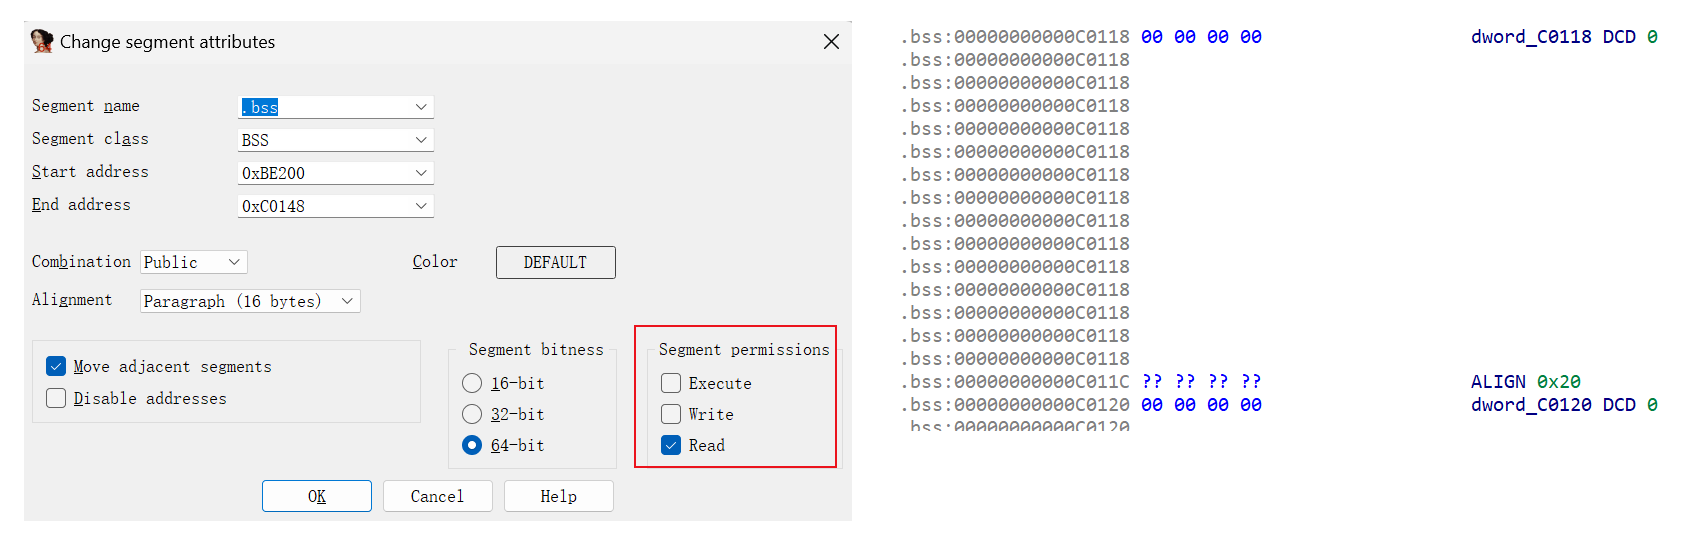 Change segment attributes
Segment name .bss
Segment class BSS
Start address 0xBE200
End address 0xC0148
Combination Public Color DEFAULT
Alignment Paragraph (16 bytes)
Move adjacent segments
Disable addresses
Segment bitness
16-bit
32-bit
64-bit
Segment permissions
Execute
Write
Read
OK Cancel Help
.bss:00000000000C0118 00 00 00 00 dword_C0118 DCD 0
.bss:00000000000C0118
.bss:00000000000C0118
.bss:00000000000C0118
.bss:00000000000C0118
.bss:00000000000C0118
.bss:00000000000C0118
.bss:00000000000C0118
.bss:00000000000C0118
.bss:00000000000C0118
.bss:00000000000C0118
.bss:00000000000C0118
.bss:00000000000C0118
.bss:00000000000C0118
.bss:00000000000C0118
.bss:00000000000C011C ?? ?? ?? ?? ALIGN 0x20
.bss:00000000000C0120 00 00 00 00 dword_C0120 DCD 0
.bss:00000000000C0120